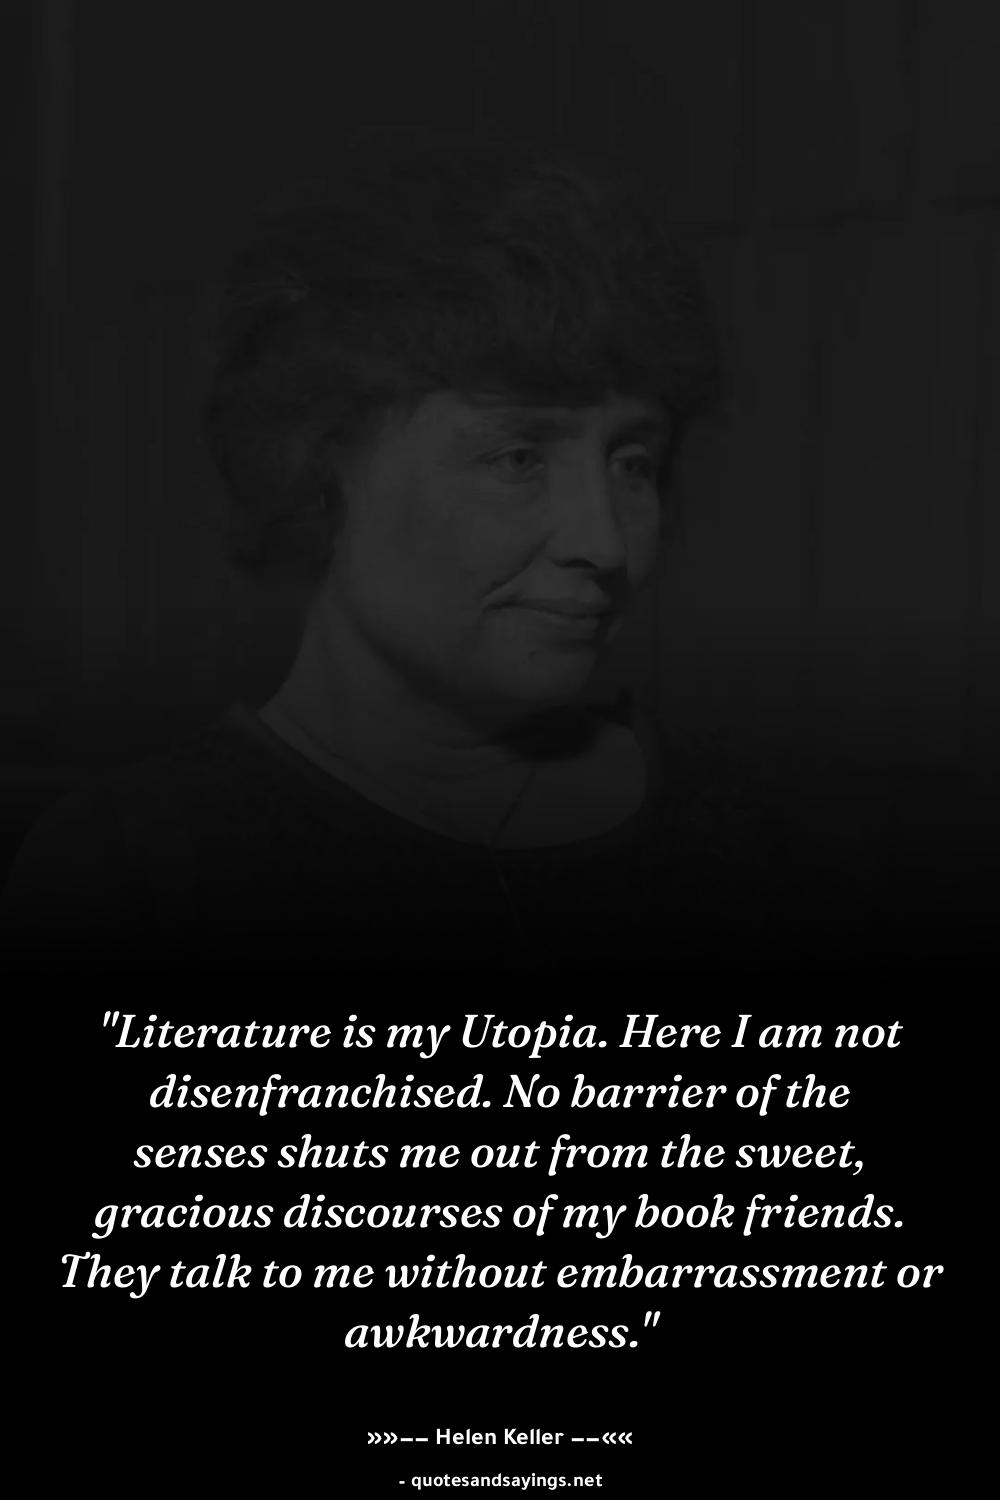 "Literature is my Utopia. Here I am not
disenfranchised. No barrier of the
senses shuts me out from the sweet,
gracious discourses of my book friends.
They talk to me without embarrassment or
awkwardness."
»»−− Helen Keller −−««
- quotesandsayings.net